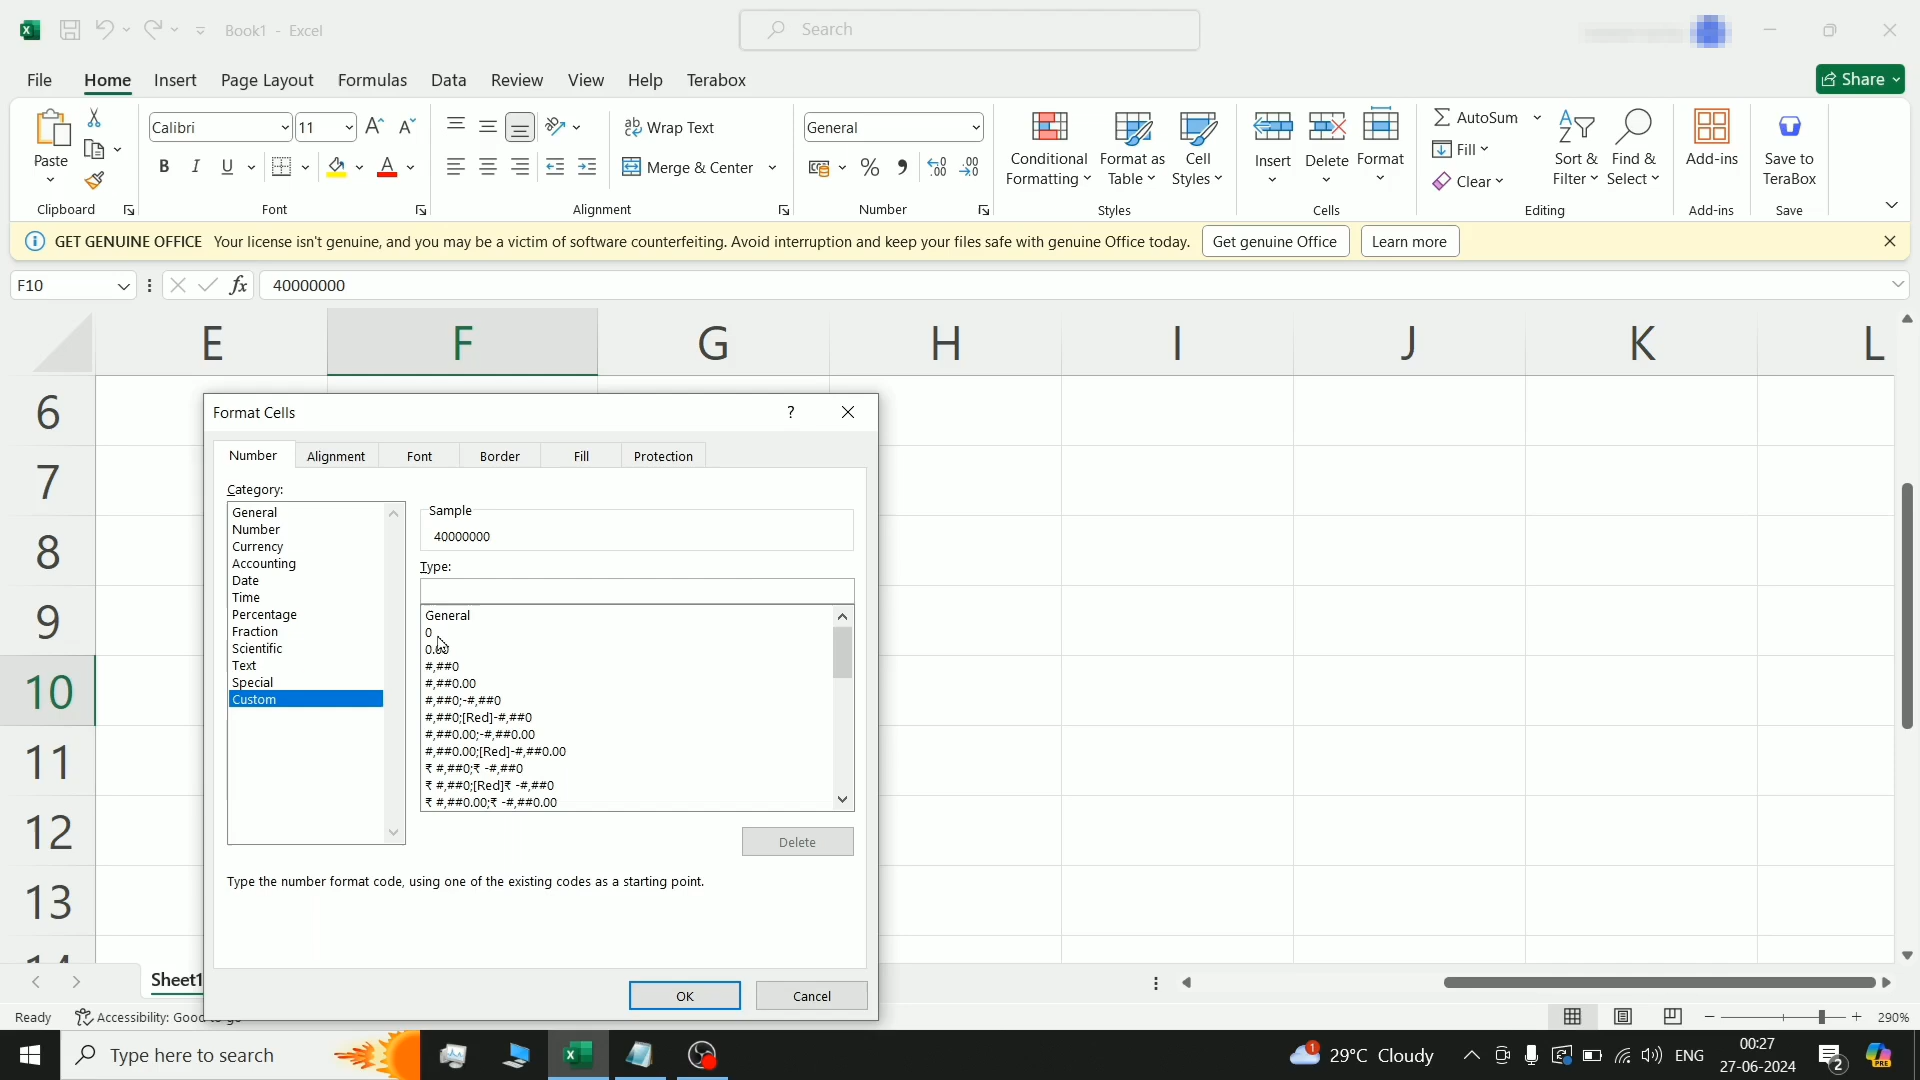 Book1 - Excel
Search
File Home Insert Page Layout Formulas Data Review View Help Terabox
Share
Paste
Clipboard
Calibri 11
B I U
Font
Wrap Text
Merge & Center
Alignment
General
Number
Conditional Formatting
Format as Table
Cell Styles
Styles
Insert Delete Format
Cells
AutoSum
Fill
Clear
Sort & Filter
Find & Select
Editing
Add-ins
Add-ins
Save to TeraBox
Save
GET GENUINE OFFICE Your license isn't genuine, and you may be a victim of software counterfeiting. Avoid interruption and keep your files safe with genuine Office today. Get genuine Office Learn more
F10 fx 40000000
E F G H I J K L
6
7
8
9
10
11
12
13
Format Cells ?
Number Alignment Font Border Fill Protection
Category:
General
Number
Currency
Accounting
Date
Time
Percentage
Fraction
Scientific
Text
Special
Custom
Sample
40000000
Type:
General
0
0.00
#,##0
#,##0.00
#,##0;-#,##0
#,##0;[Red]-#,##0
#,##0.00;-#,##0.00
#,##0.00;[Red]-#,##0.00
₹ #,##0;₹ -#,##0
₹ #,##0;[Red]₹ -#,##0
₹ #,##0.00;₹ -#,##0.00
Delete
Type the number format code, using one of the existing codes as a starting point.
OK Cancel
Sheet1
Ready Accessibility: Good
290%
Type here to search
1 29°C Cloudy
ENG
00:27
27-06-2024
2
PRE